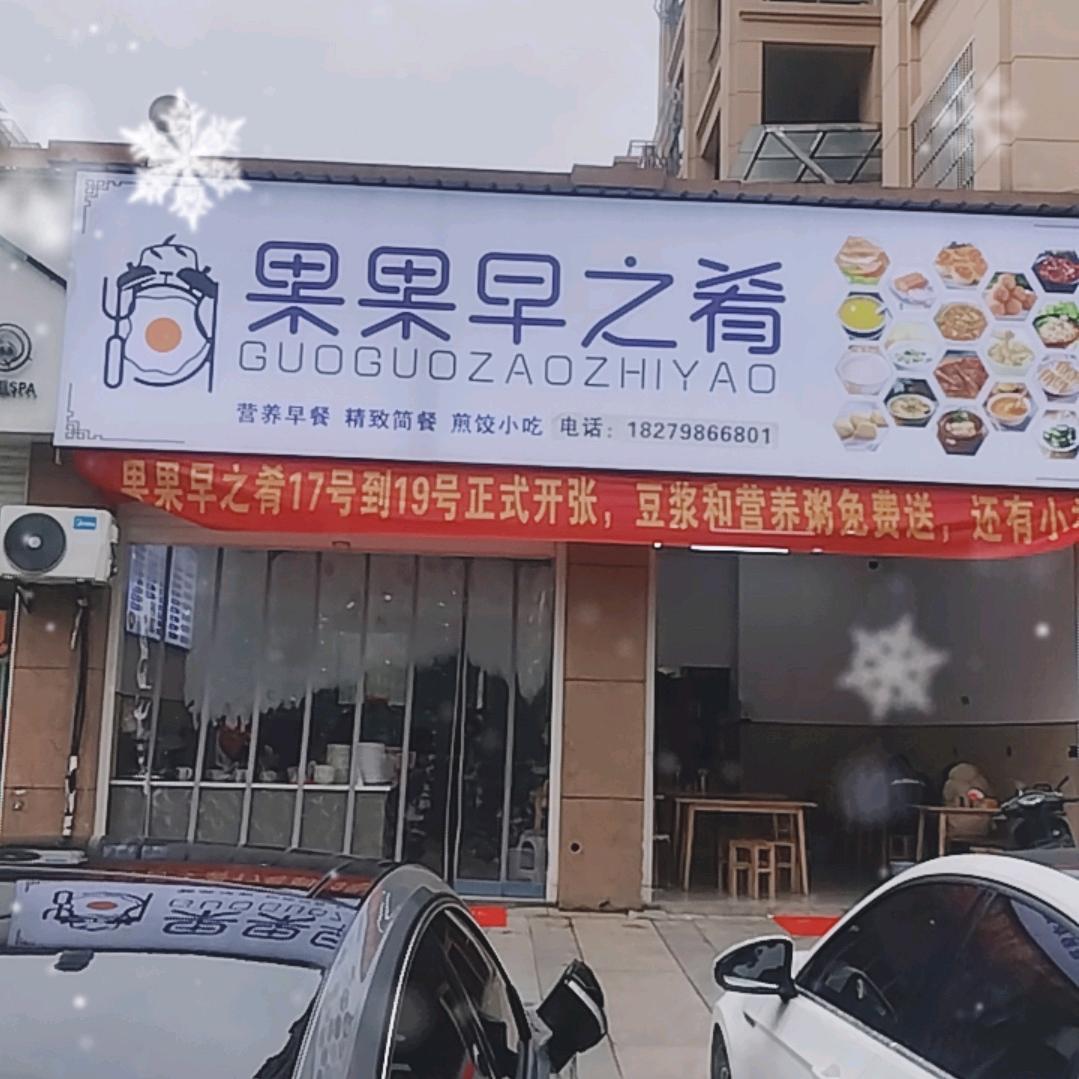 果果早之肴
GUOGUOZAOZHIYAO
营养早餐 精致简餐 煎饺小吃 电话：18279866801
果果早之肴17号到19号正式开张，豆浆和营养粥免费送，还有小
SPA
Midea